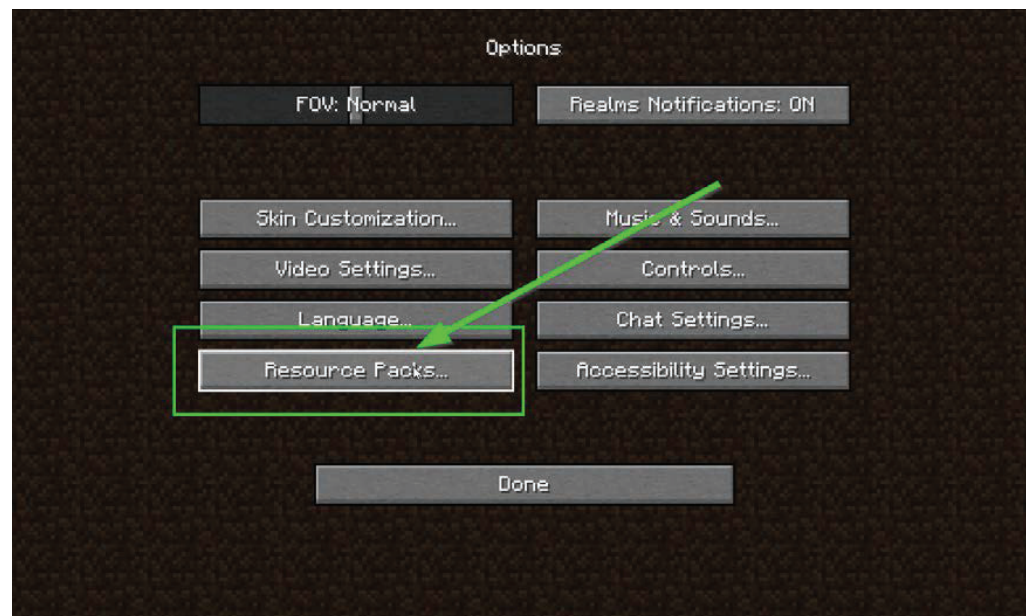 Options
FOV: Normal
Realms Notifications: ON
Skin Customization...
Music & Sounds...
Video Settings...
Controls...
Language...
Chat Settings...
Resource Packs...
Accessibility Settings...
Done